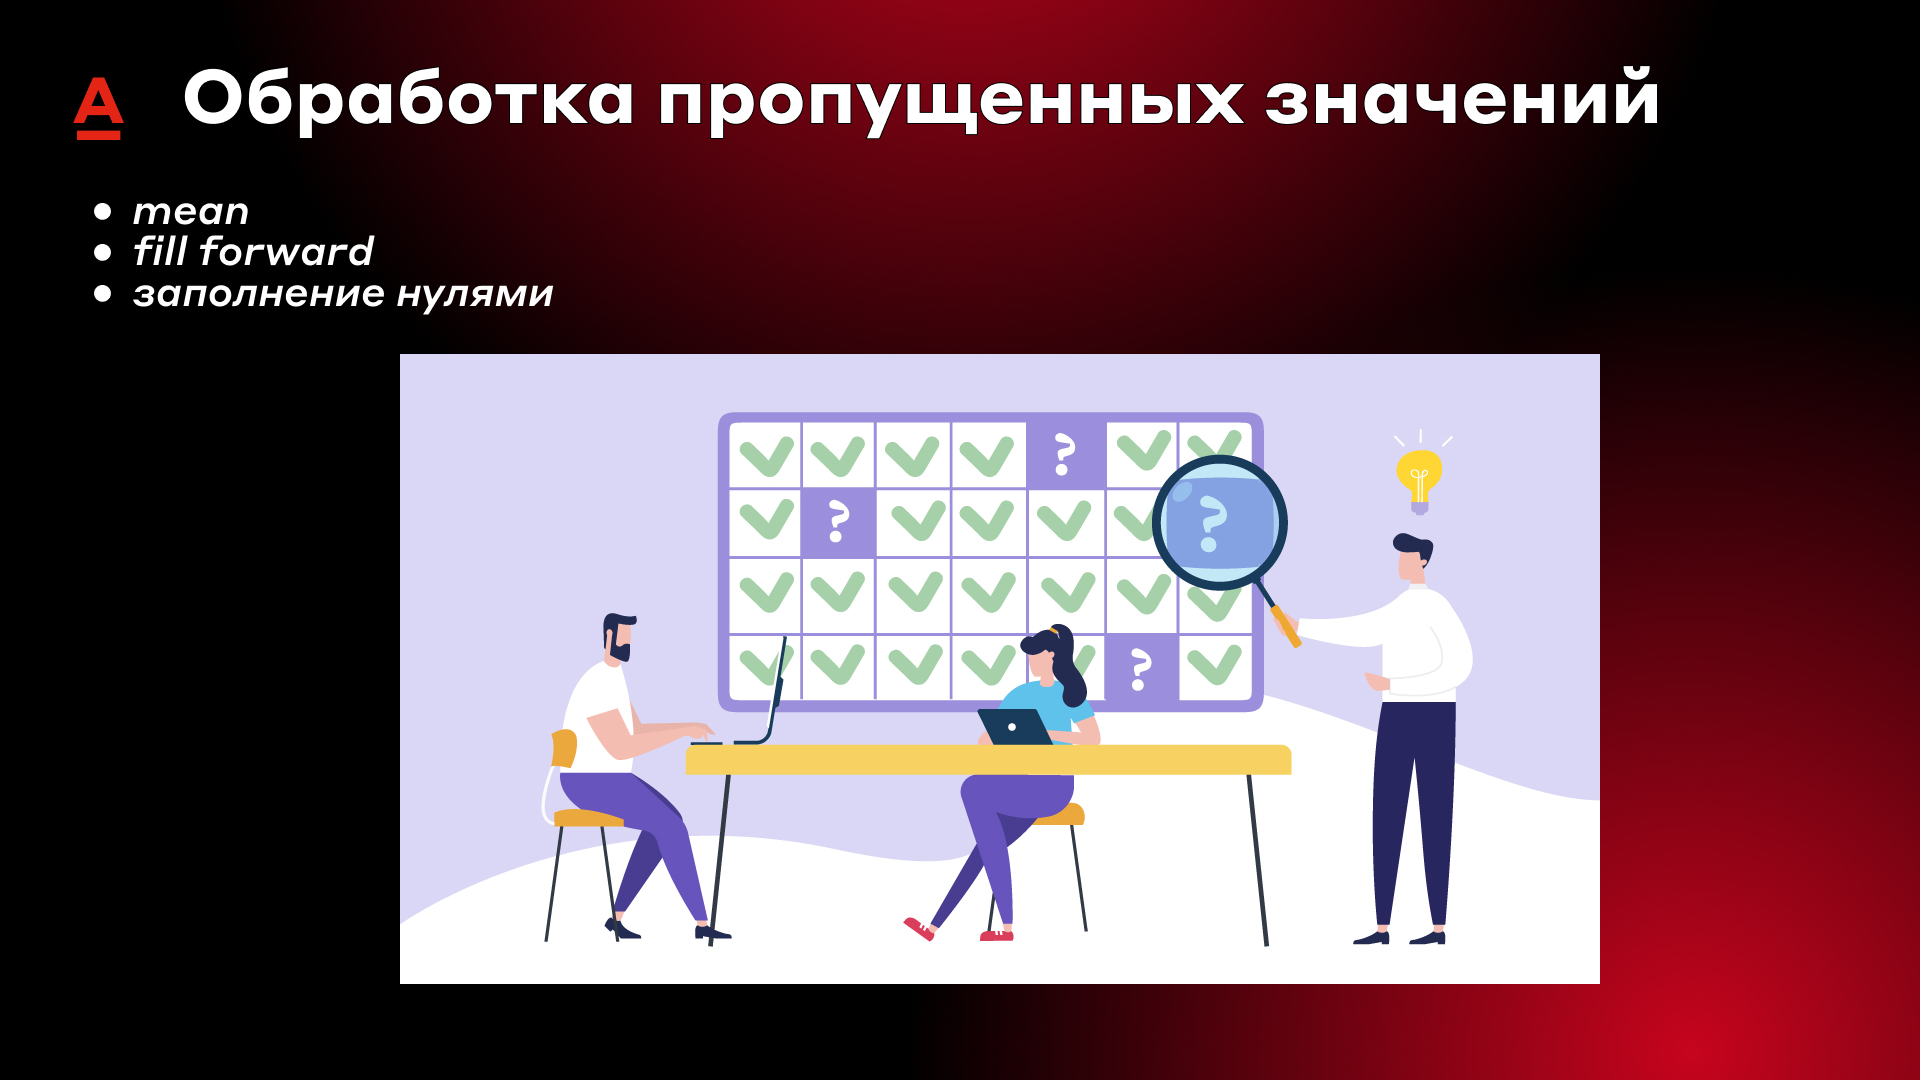 А
Обработка пропущенных значений
mean
fill forward
заполнение нулями
?
?
?
?